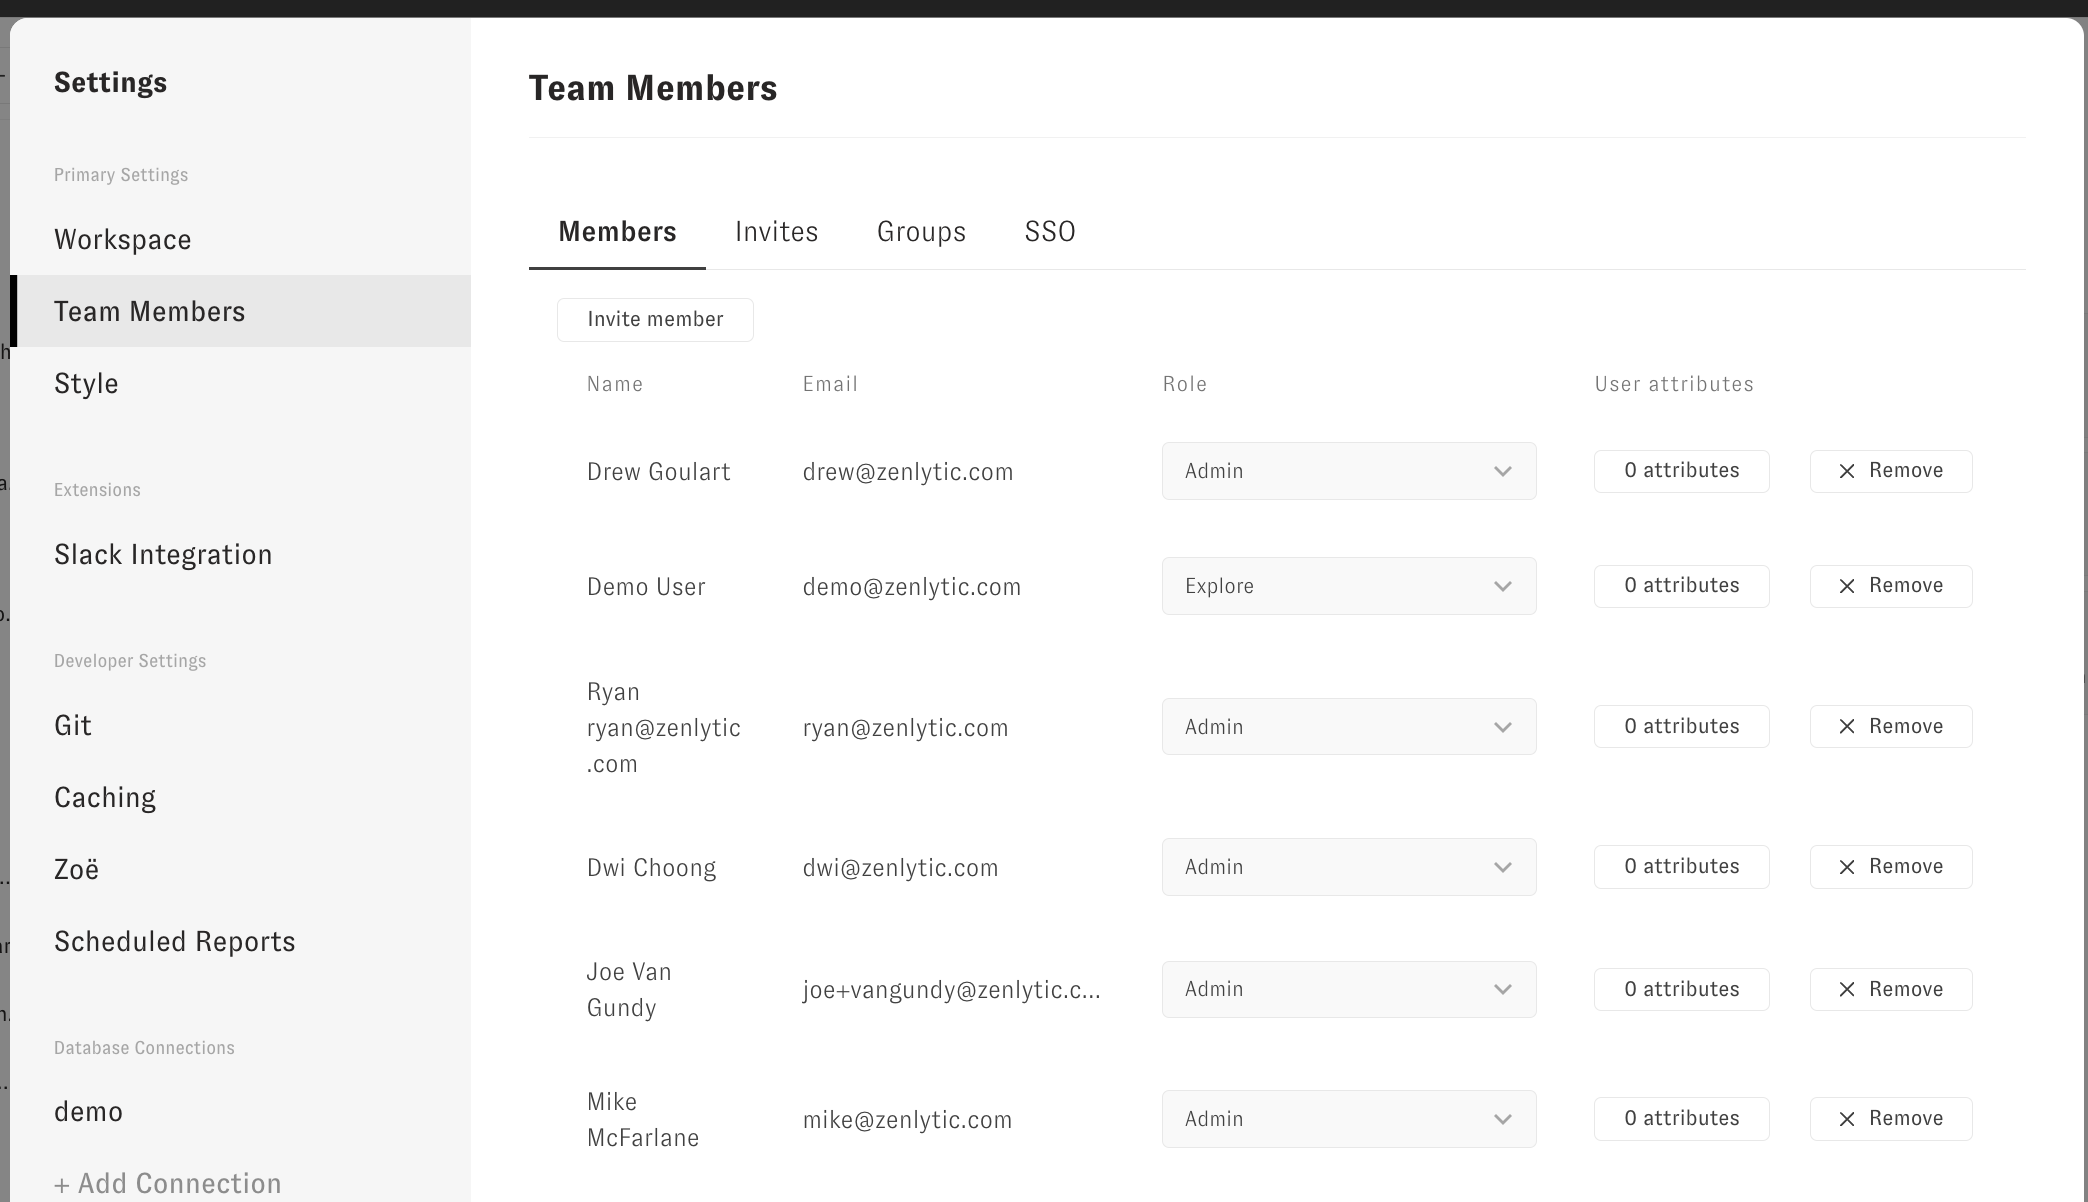 Settings
Primary Settings
Workspace
Team Members
Style
Extensions
Slack Integration
Developer Settings
Git
Caching
Zoë
Scheduled Reports
Database Connections
demo
+ Add Connection
Team Members
Members Invites Groups SSO
Invite member
Name Email Role User attributes
Drew Goulart drew@zenlytic.com Admin 0 attributes Remove
Demo User demo@zenlytic.com Explore 0 attributes Remove
Ryan
ryan@zenlytic ryan@zenlytic.com Admin 0 attributes Remove
.com
Dwi Choong dwi@zenlytic.com Admin 0 attributes Remove
Joe Van
Gundy joe+vangundy@zenlytic.c... Admin 0 attributes Remove
Mike
McFarlane mike@zenlytic.com Admin 0 attributes Remove